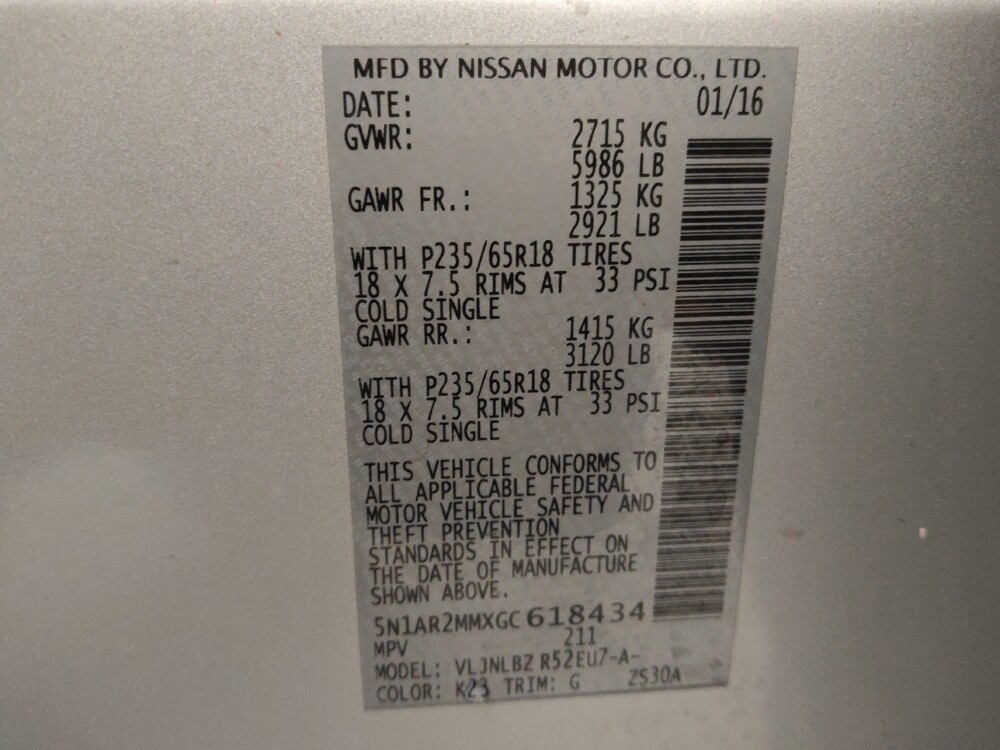 MFD BY NISSAN MOTOR CO., LTD.
DATE: 01/16
GVWR: 2715 KG
5986 LB
GAWR FR.: 1325 KG
2921 LB
WITH P235/65R18 TIRES
18 X 7.5 RIMS AT 33 PSI
COLD SINGLE
GAWR RR.: 1415 KG
3120 LB
WITH P235/65R18 TIRES
18 X 7.5 RIMS AT 33 PSI
COLD SINGLE
THIS VEHICLE CONFORMS TO
ALL APPLICABLE FEDERAL
MOTOR VEHICLE SAFETY AND
THEFT PREVENTION
STANDARDS IN EFFECT ON
THE DATE OF MANUFACTURE
SHOWN ABOVE.
5N1AR2MMXGC618434
MPV 211
MODEL: VLJNLBZ R52EU7-A-
COLOR: K23 TRIM: G ZS30A